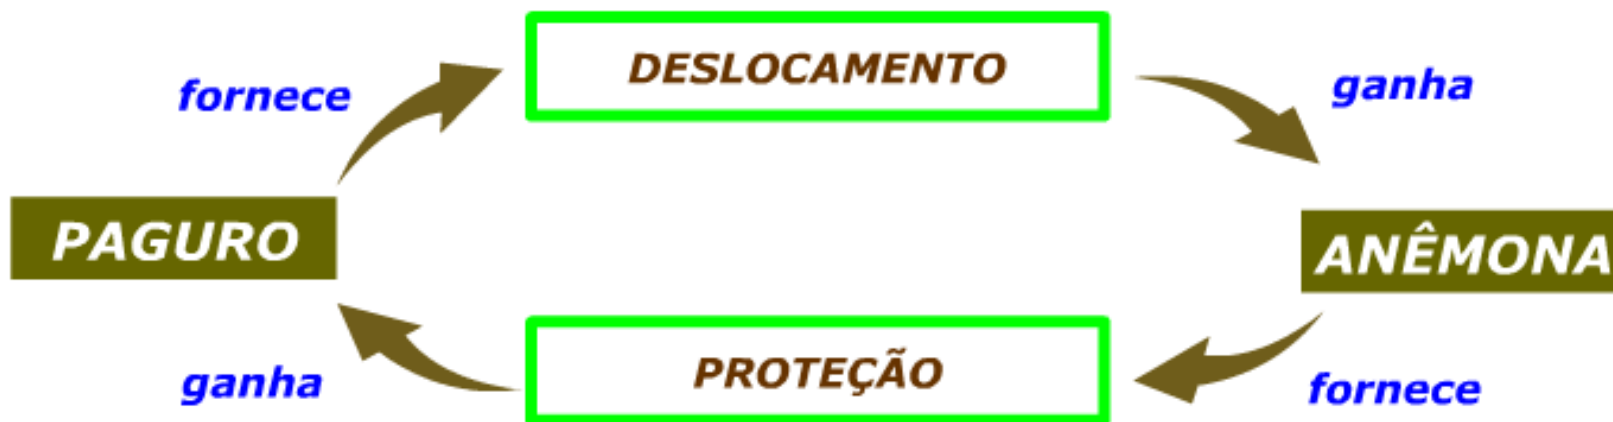 DESLOCAMENTO
fornece
ganha
PAGURO
ANÊMONA
PROTEÇÃO
ganha
fornece